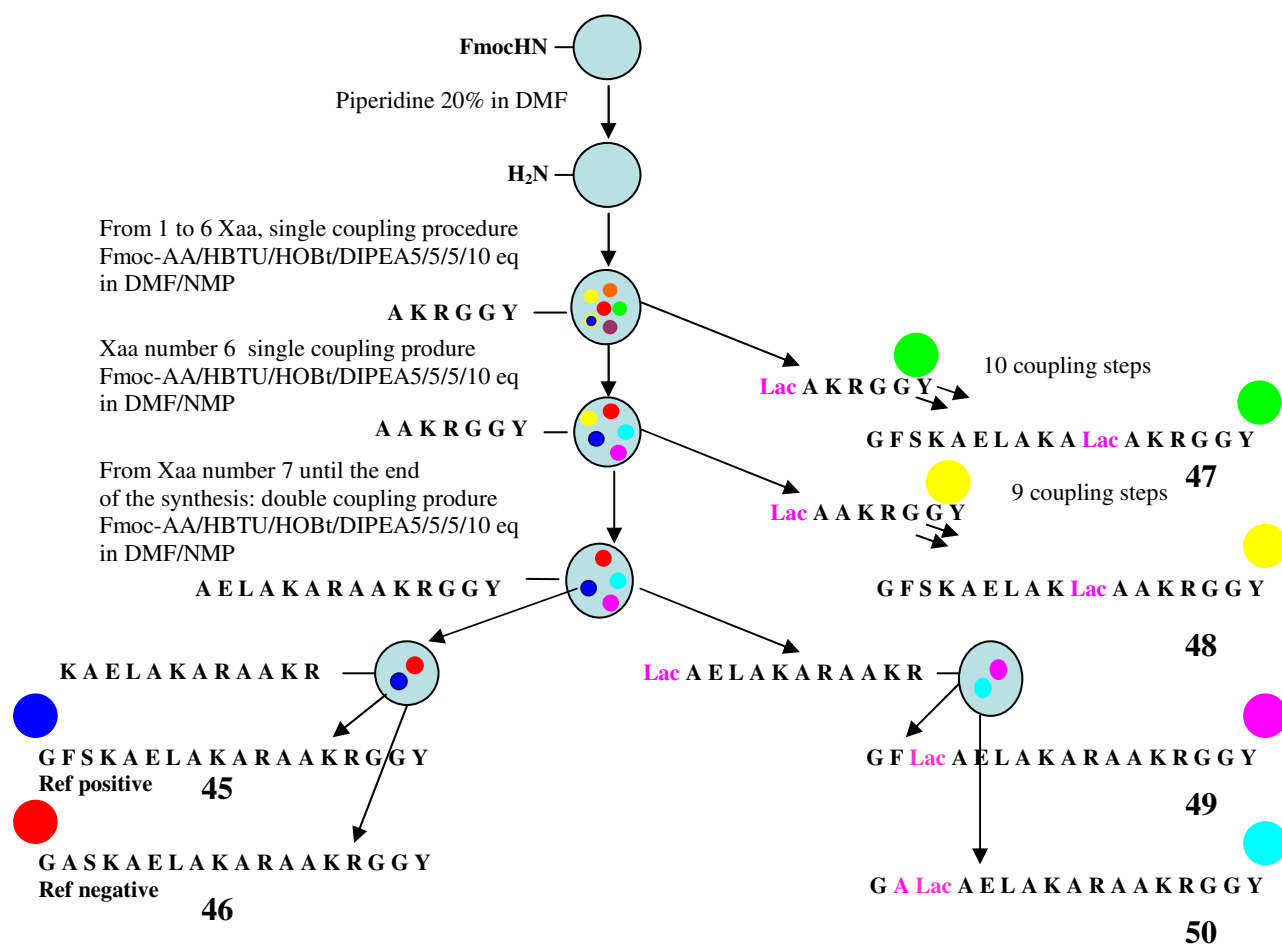 FmocHN
Piperidine 20% in DMF
H₂N
From 1 to 6 Xaa, single coupling procedure
Fmoc-AA/HBTU/HOBt/DIPEA5/5/5/10 eq
in DMF/NMP
A K R G G Y
Xaa number 6 single coupling produre
Fmoc-AA/HBTU/HOBt/DIPEA5/5/5/10 eq
in DMF/NMP
Lac A K R G G Y
10 coupling steps
A A K R G G Y
G F S K A E L A K A Lac A K R G G Y
47
From Xaa number 7 until the end
of the synthesis: double coupling produre
Fmoc-AA/HBTU/HOBt/DIPEA5/5/5/10 eq
in DMF/NMP
9 coupling steps
Lac A A K R G G Y
A E L A K A R A A K R G G Y
G F S K A E L A K Lac A A K R G G Y
48
K A E L A K A R A A K R
Lac A E L A K A R A A K R
G F S K A E L A K A R A A K R G G Y
Ref positive
45
G F Lac A E L A K A R A A K R G G Y
49
G A S K A E L A K A R A A K R G G Y
Ref negative
46
G A Lac A E L A K A R A A K R G G Y
50